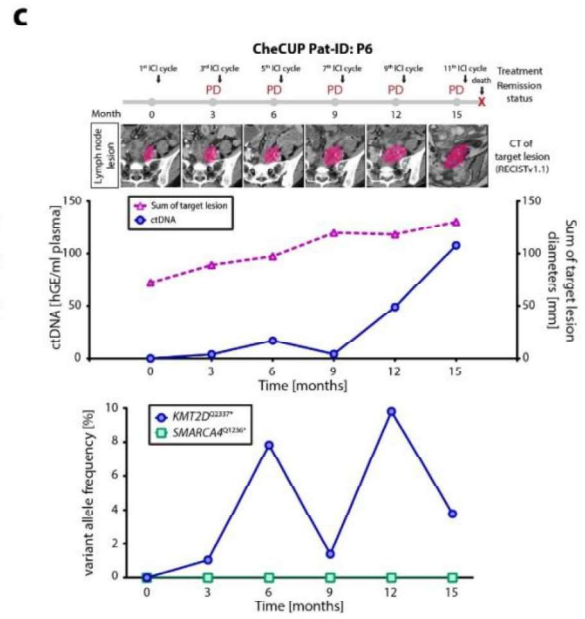 c
CheCUP Pat-ID: P6
1st ICI cycle 3rd ICI cycle 5th ICI cycle 7th ICI cycle 9th ICI cycle 11th ICI cycle Treatment
death
PD PD PD PD PD X Remission status
Month 0 3 6 9 12 15
Lymph node lesion
CT of target lesion (RECISTv1.1)
Sum of target lesion
ctDNA
ctDNA [hGE/ml plasma]
150
100
50
0
150
100
50
0
Sum of target lesion diameters [mm]
0 3 6 9 12 15
Time [months]
KMT2D Q2337*
SMARCA4 Q1236*
variant allele frequency [%]
10
8
6
4
2
0
0 3 6 9 12 15
Time [months]